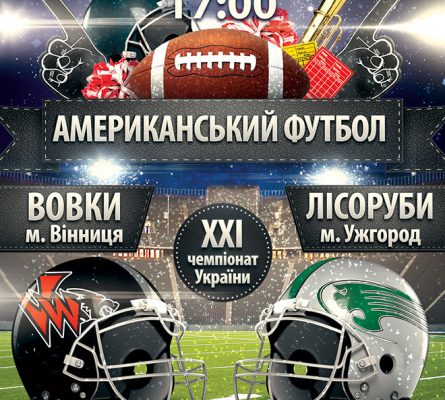 17:00
АМЕРИКАНСЬКИЙ ФУТБОЛ
ВОВКИ
м. Вінниця
ЛІСОРУБИ
м. Ужгород
XXI
чемпіонат
України